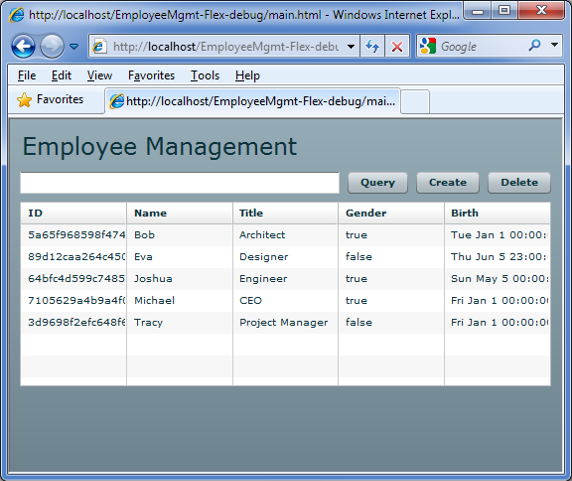 http://localhost/EmployeeMgmt-Flex-debug/main.html - Windows Internet Expl...
http://localhost/EmployeeMgmt-Flex-debu
Google
File Edit View Favorites Tools Help
Favorites
http://localhost/EmployeeMgmt-Flex-debug/mai...
Employee Management
Query Create Delete
ID Name Title Gender Birth
5a65f968598f474 Bob Architect true Tue Jan 1 00:00:
89d12caa264c450 Eva Designer false Thu Jun 5 23:00:
64bfc4d599c7485 Joshua Engineer true Sun May 5 00:00:
7105629a4b9a4f0 Michael CEO true Fri Jan 1 00:00:00
3d9698f2efc648f6 Tracy Project Manager false Fri Jan 1 00:00:00